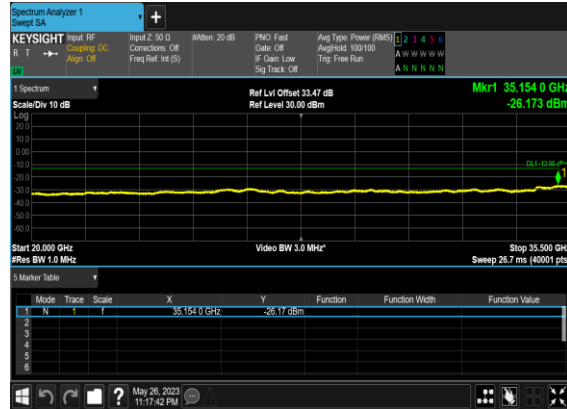 Spectrum Analyzer 1
Swept SA
+
KEYSIGHT
R T
Input: RF
Coupling: DC
Align: Off
Input Z: 50 Ω
Corrections: Off
Freq Ref: Int (S)
#Atten: 20 dB
PNO: Fast
Gate: Off
IF Gain: Low
Sig Track: Off
Avg Type: Power (RMS)
Avg|Hold: 100/100
Trig: Free Run
1 2 3 4 5 6
A W W W W W
A N N N N N
1 Spectrum
Scale/Div 10 dB
Ref Lvl Offset 33.47 dB
Ref Level 30.00 dBm
Mkr1 35.154 0 GHz
-26.173 dBm
Log
20.0
10.0
0.00
-10.0
-20.0
-30.0
-40.0
-50.0
-60.0
DL1 -13.00 dBm
1
Start 20.000 GHz
#Res BW 1.0 MHz
Video BW 3.0 MHz*
Stop 35.500 GHz
Sweep 26.7 ms (40001 pts)
5 Marker Table
Mode Trace Scale X Y Function Function Width Function Value
1 N 1 f 35.154 0 GHz -26.17 dBm
2
3
4
5
6
?
May 26, 2023
11:17:42 PM